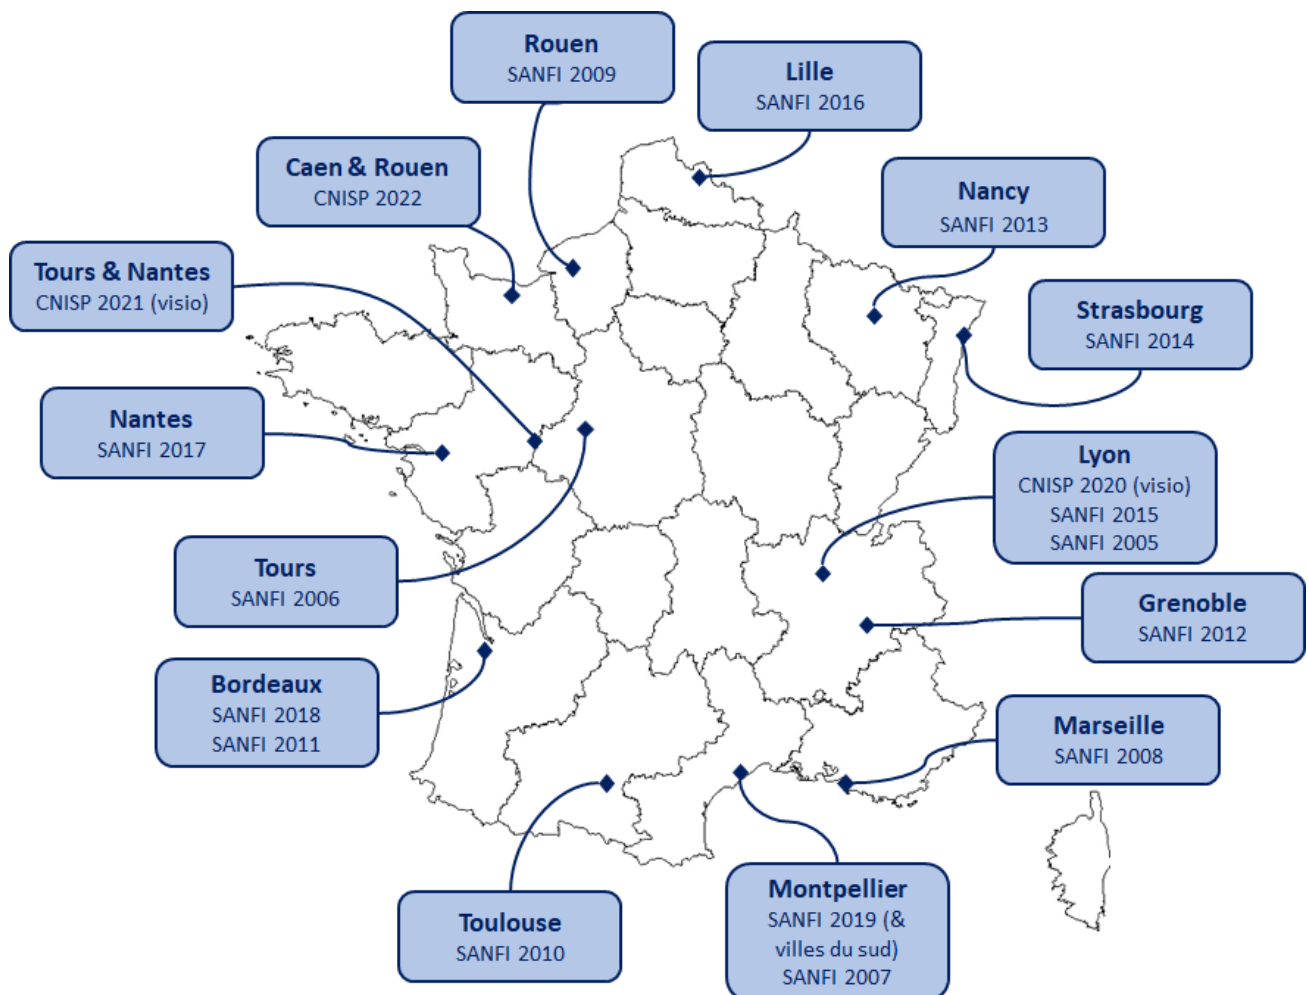 Rouen
SANFI 2009
Lille
SANFI 2016
Caen & Rouen
CNISP 2022
Nancy
SANFI 2013
Tours & Nantes
CNISP 2021 (visio)
Strasbourg
SANFI 2014
Nantes
SANFI 2017
Lyon
CNISP 2020 (visio)
SANFI 2015
SANFI 2005
Tours
SANFI 2006
Grenoble
SANFI 2012
Bordeaux
SANFI 2018
SANFI 2011
Marseille
SANFI 2008
Toulouse
SANFI 2010
Montpellier
SANFI 2019 (&
villes du sud)
SANFI 2007